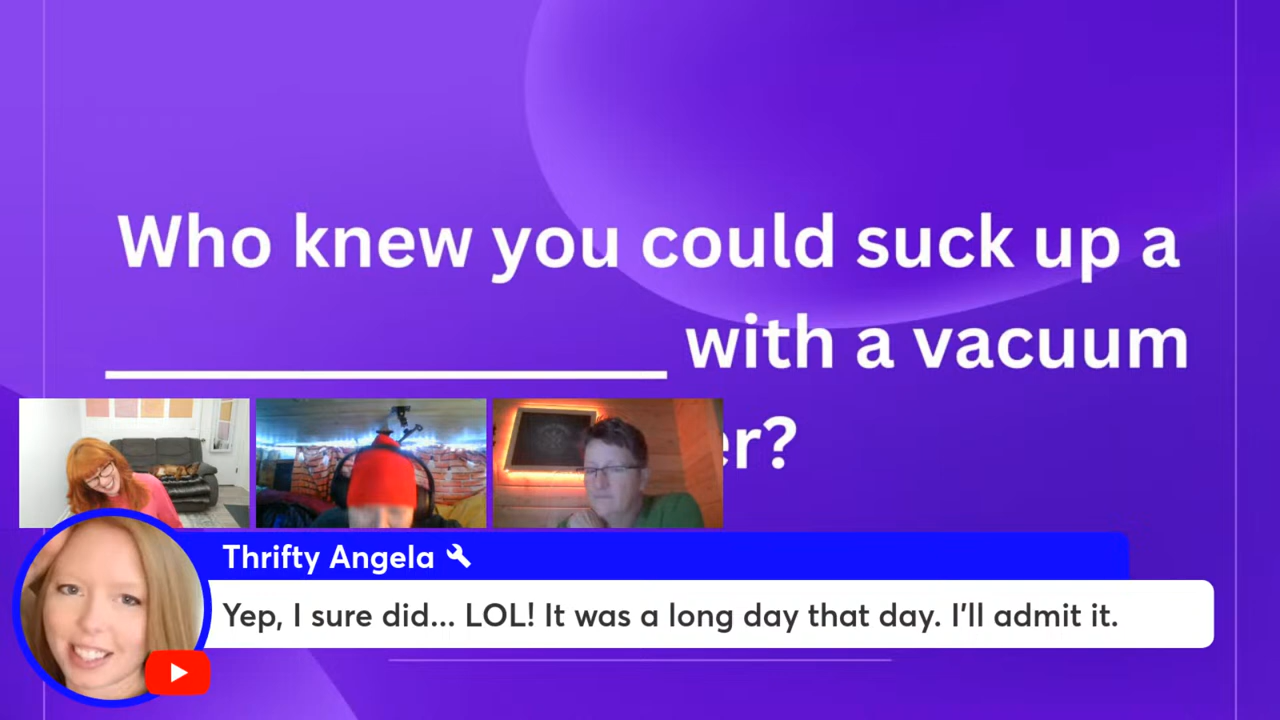 Who knew you could suck up a
with a vacuum
er?
Thrifty Angela
Yep, I sure did... LOL! It was a long day that day. I'll admit it.